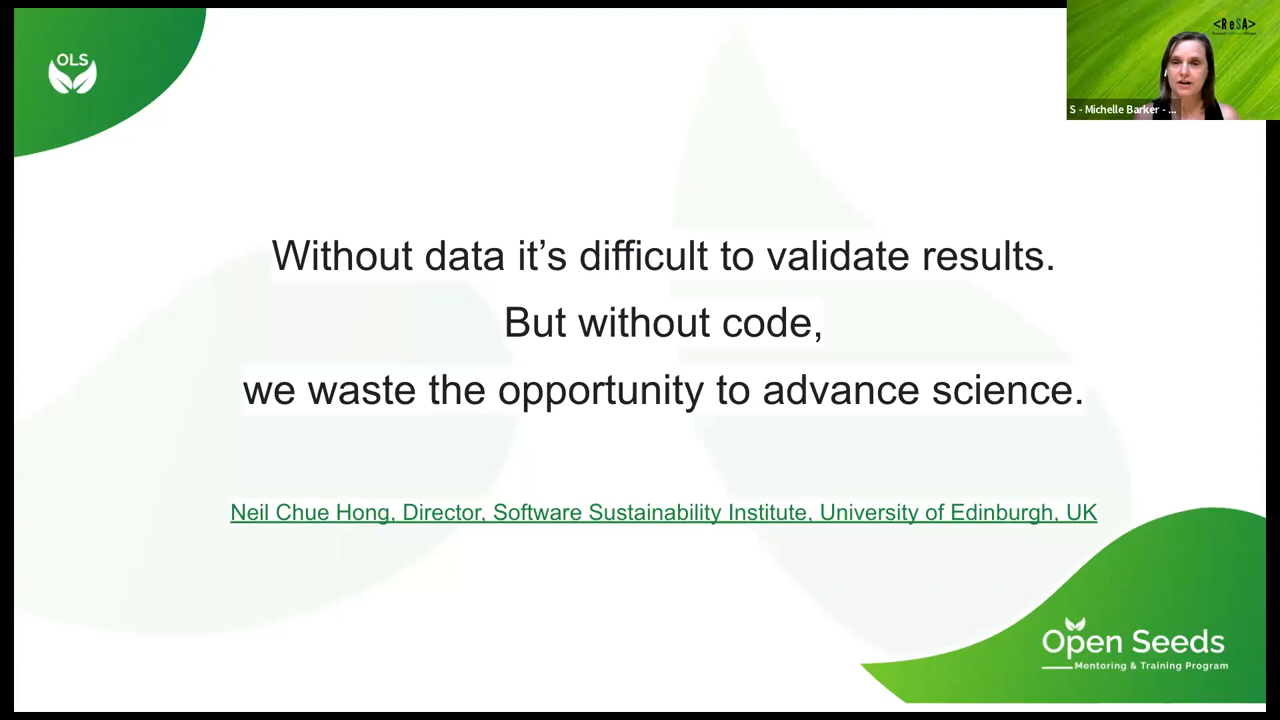 OLS
<ReSA>
S - Michelle Barker - ...
Without data it’s difficult to validate results.
But without code,
we waste the opportunity to advance science.
Neil Chue Hong, Director, Software Sustainability Institute, University of Edinburgh, UK
Open Seeds
Mentoring & Training Program